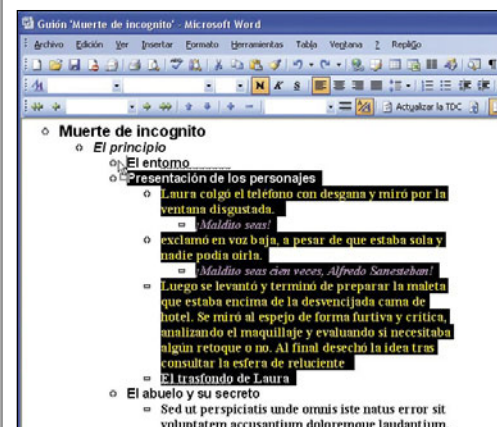 Guión 'Muerte de incognito' - Microsoft Word
Archivo Edición Ver Insertar Formato Herramientas Tabla Ventana ? RepliGo
N K S
Actualizar la TDC
Muerte de incognito
El principio
El entorno
Presentación de los personajes
Laura colgó el teléfono con desgana y miró por la
ventana disgustada.
¡Maldito seas!
exclamó en voz baja, a pesar de que estaba sola y
nadie podía oirla.
¡Maldito seas cien veces, Alfredo Sanesteban!
Luego se levantó y terminó de preparar la maleta
que estaba encima de la desvencijada cama de
hotel. Se miró al espejo de forma furtiva y crítica,
analizando el maquillaje y evaluando si necesitaba
algún retoque o no. Al final desechó la idea tras
consultar la esfera de reluciente
El trasfondo de Laura
El abuelo y su secreto
Sed ut perspiciatis unde omnis iste natus error sit
voluptatem accusantium doloremque laudantium,